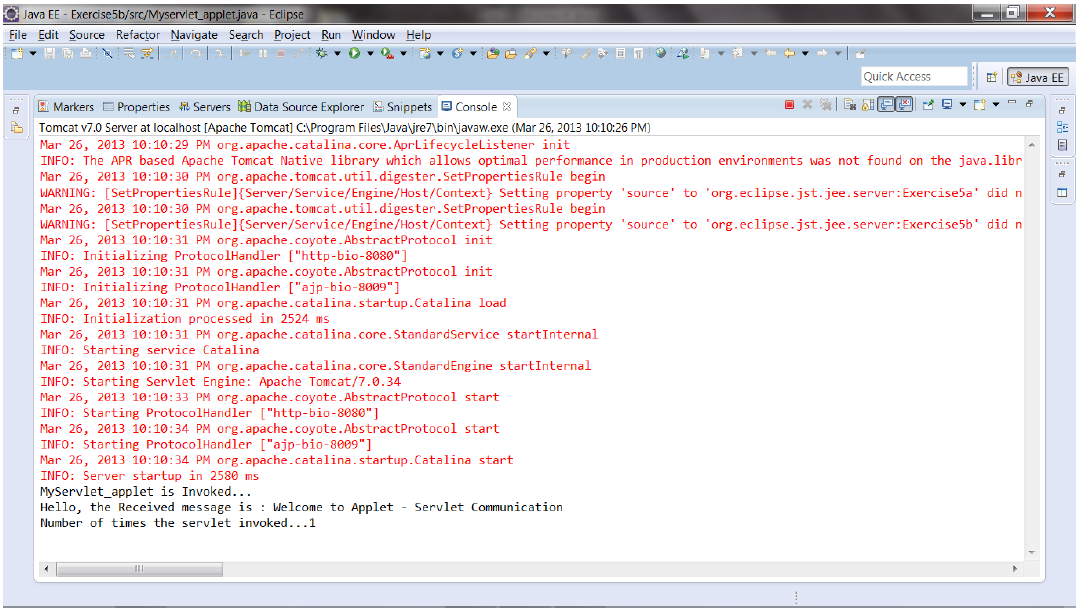 Java EE - Exercise5b/src/Myservlet_applet.java - Eclipse
File Edit Source Refactor Navigate Search Project Run Window Help
Quick Access
Java EE
Markers Properties Servers Data Source Explorer Snippets Console
Tomcat v7.0 Server at localhost [Apache Tomcat] C:\Program Files\Java\jre7\bin\javaw.exe (Mar 26, 2013 10:10:26 PM)
Mar 26, 2013 10:10:29 PM org.apache.catalina.core.AprLifecycleListener init
INFO: The APR based Apache Tomcat Native library which allows optimal performance in production environments was not found on the java.libr
Mar 26, 2013 10:10:30 PM org.apache.tomcat.util.digester.SetPropertiesRule begin
WARNING: [SetPropertiesRule]{Server/Service/Engine/Host/Context} Setting property 'source' to 'org.eclipse.jst.jee.server:Exercise5a' did n
Mar 26, 2013 10:10:30 PM org.apache.tomcat.util.digester.SetPropertiesRule begin
WARNING: [SetPropertiesRule]{Server/Service/Engine/Host/Context} Setting property 'source' to 'org.eclipse.jst.jee.server:Exercise5b' did n
Mar 26, 2013 10:10:31 PM org.apache.coyote.AbstractProtocol init
INFO: Initializing ProtocolHandler ["http-bio-8080"]
Mar 26, 2013 10:10:31 PM org.apache.coyote.AbstractProtocol init
INFO: Initializing ProtocolHandler ["ajp-bio-8009"]
Mar 26, 2013 10:10:31 PM org.apache.catalina.startup.Catalina load
INFO: Initialization processed in 2524 ms
Mar 26, 2013 10:10:31 PM org.apache.catalina.core.StandardService startInternal
INFO: Starting service Catalina
Mar 26, 2013 10:10:31 PM org.apache.catalina.core.StandardEngine startInternal
INFO: Starting Servlet Engine: Apache Tomcat/7.0.34
Mar 26, 2013 10:10:33 PM org.apache.coyote.AbstractProtocol start
INFO: Starting ProtocolHandler ["http-bio-8080"]
Mar 26, 2013 10:10:34 PM org.apache.coyote.AbstractProtocol start
INFO: Starting ProtocolHandler ["ajp-bio-8009"]
Mar 26, 2013 10:10:34 PM org.apache.catalina.startup.Catalina start
INFO: Server startup in 2580 ms
MyServlet_applet is Invoked...
Hello, the Received message is : Welcome to Applet - Servlet Communication
Number of times the servlet invoked...1